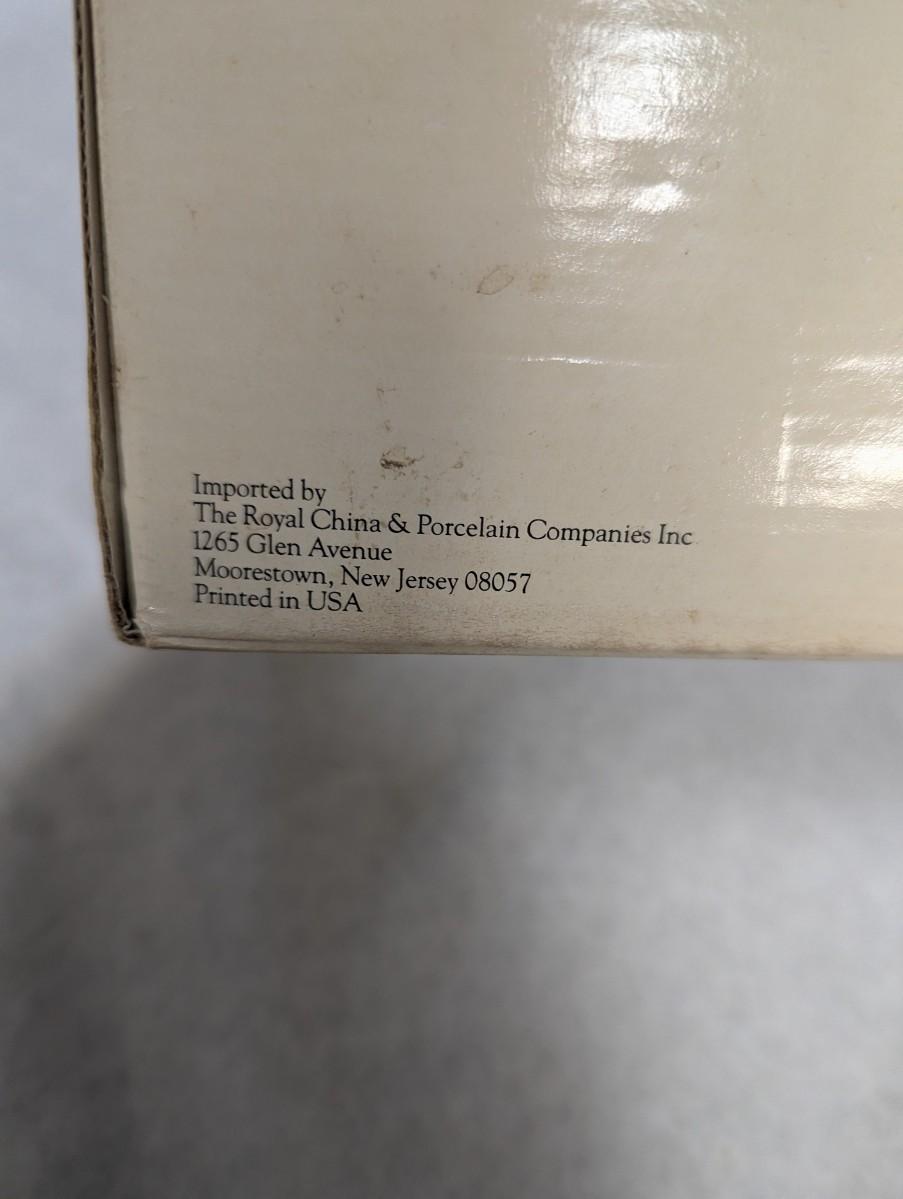 Imported by
The Royal China & Porcelain Companies Inc
1265 Glen Avenue
Moorestown, New Jersey 08057
Printed in USA